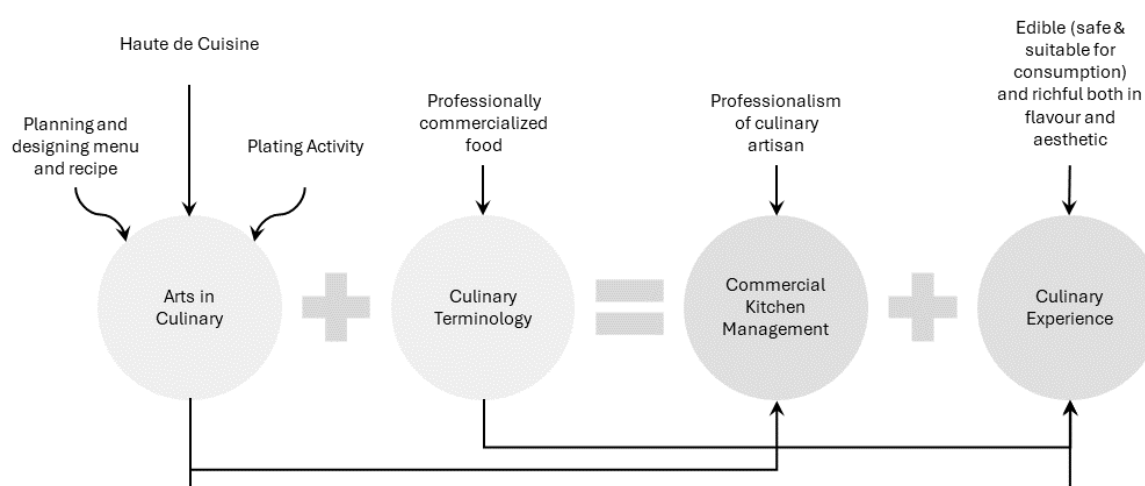 Haute de Cuisine
Planning and
designing menu
and recipe
Plating Activity
Professionally
commercialized
food
Professionalism
of culinary
artisan
Edible (safe &
suitable for
consumption)
and richful both in
flavour and
aesthetic
Arts in
Culinary
Culinary
Terminology
Commercial
Kitchen
Management
Culinary
Experience